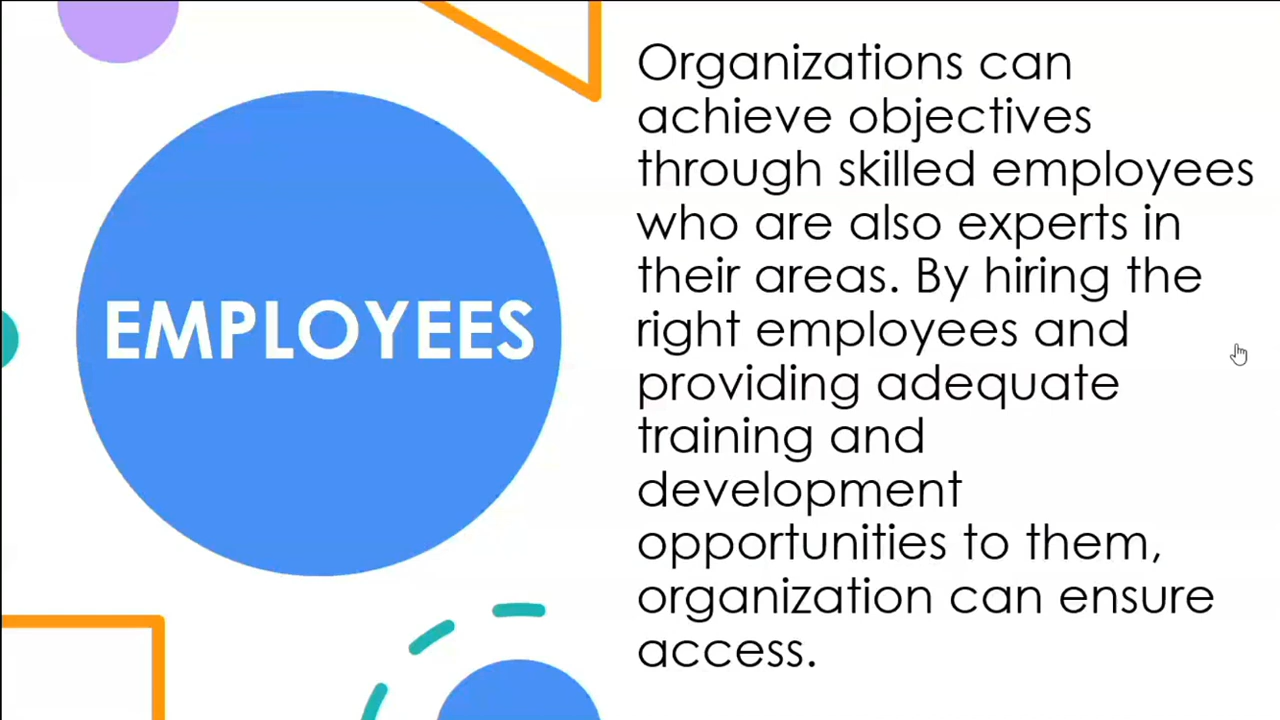 EMPLOYEES
Organizations can
achieve objectives
through skilled employees
who are also experts in
their areas. By hiring the
right employees and
providing adequate
training and
development
opportunities to them,
organization can ensure
access.